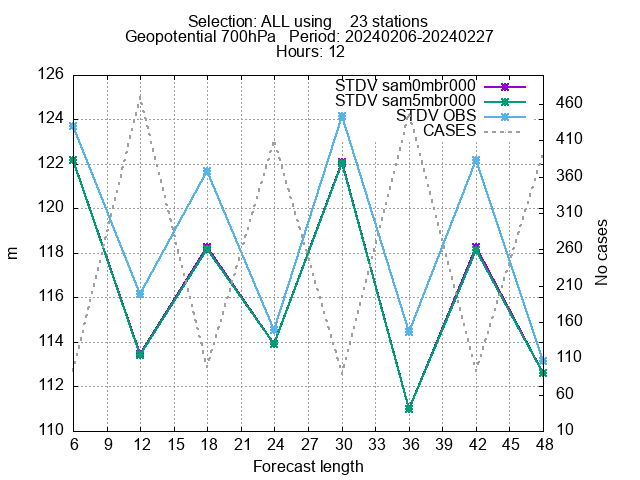 Selection: ALL using    23 stations
Geopotential 700hPa   Period: 20240206-20240227
Hours: 12
STDV sam0mbr000
STDV sam5mbr000
STDV OBS
CASES
126
124
122
120
118
116
114
112
110
m
460
410
360
310
260
210
160
110
60
10
No cases
6 9 12 15 18 21 24 27 30 33 36 39 42 45 48
Forecast length